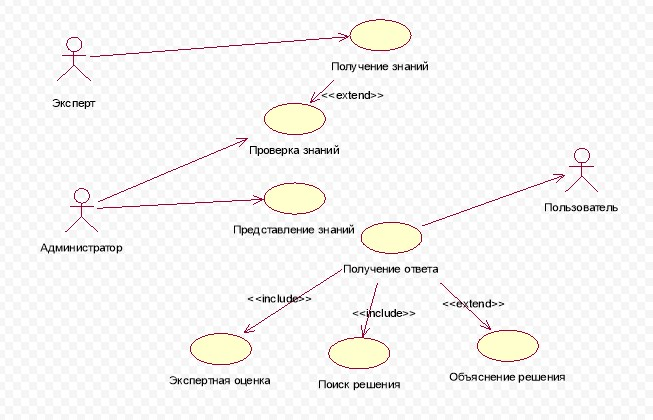 Получение знаний
<<extend>>
Эксперт
Проверка знаний
Пользователь
Представление знаний
Администратор
Получение ответа
<<include>>
<<extend>>
<<include>>
Экспертная оценка
Поиск решения
Объяснение решения